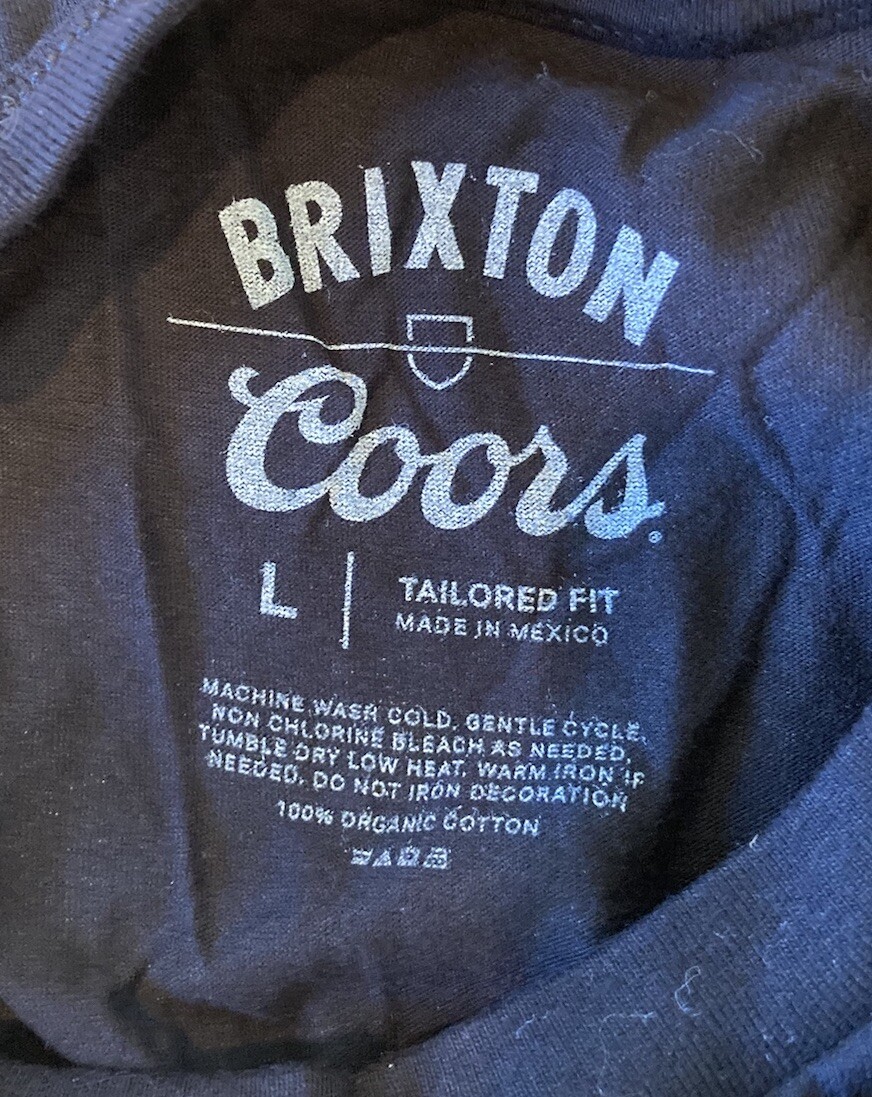 BRIXTON
Coors®
L | TAILORED FIT
MADE IN MEXICO
MACHINE WASH COLD, GENTLE CYCLE,
NON CHLORINE BLEACH AS NEEDED,
TUMBLE DRY LOW HEAT. WARM IRON IF
NEEDED. DO NOT IRON DECORATION
100% ORGANIC COTTON